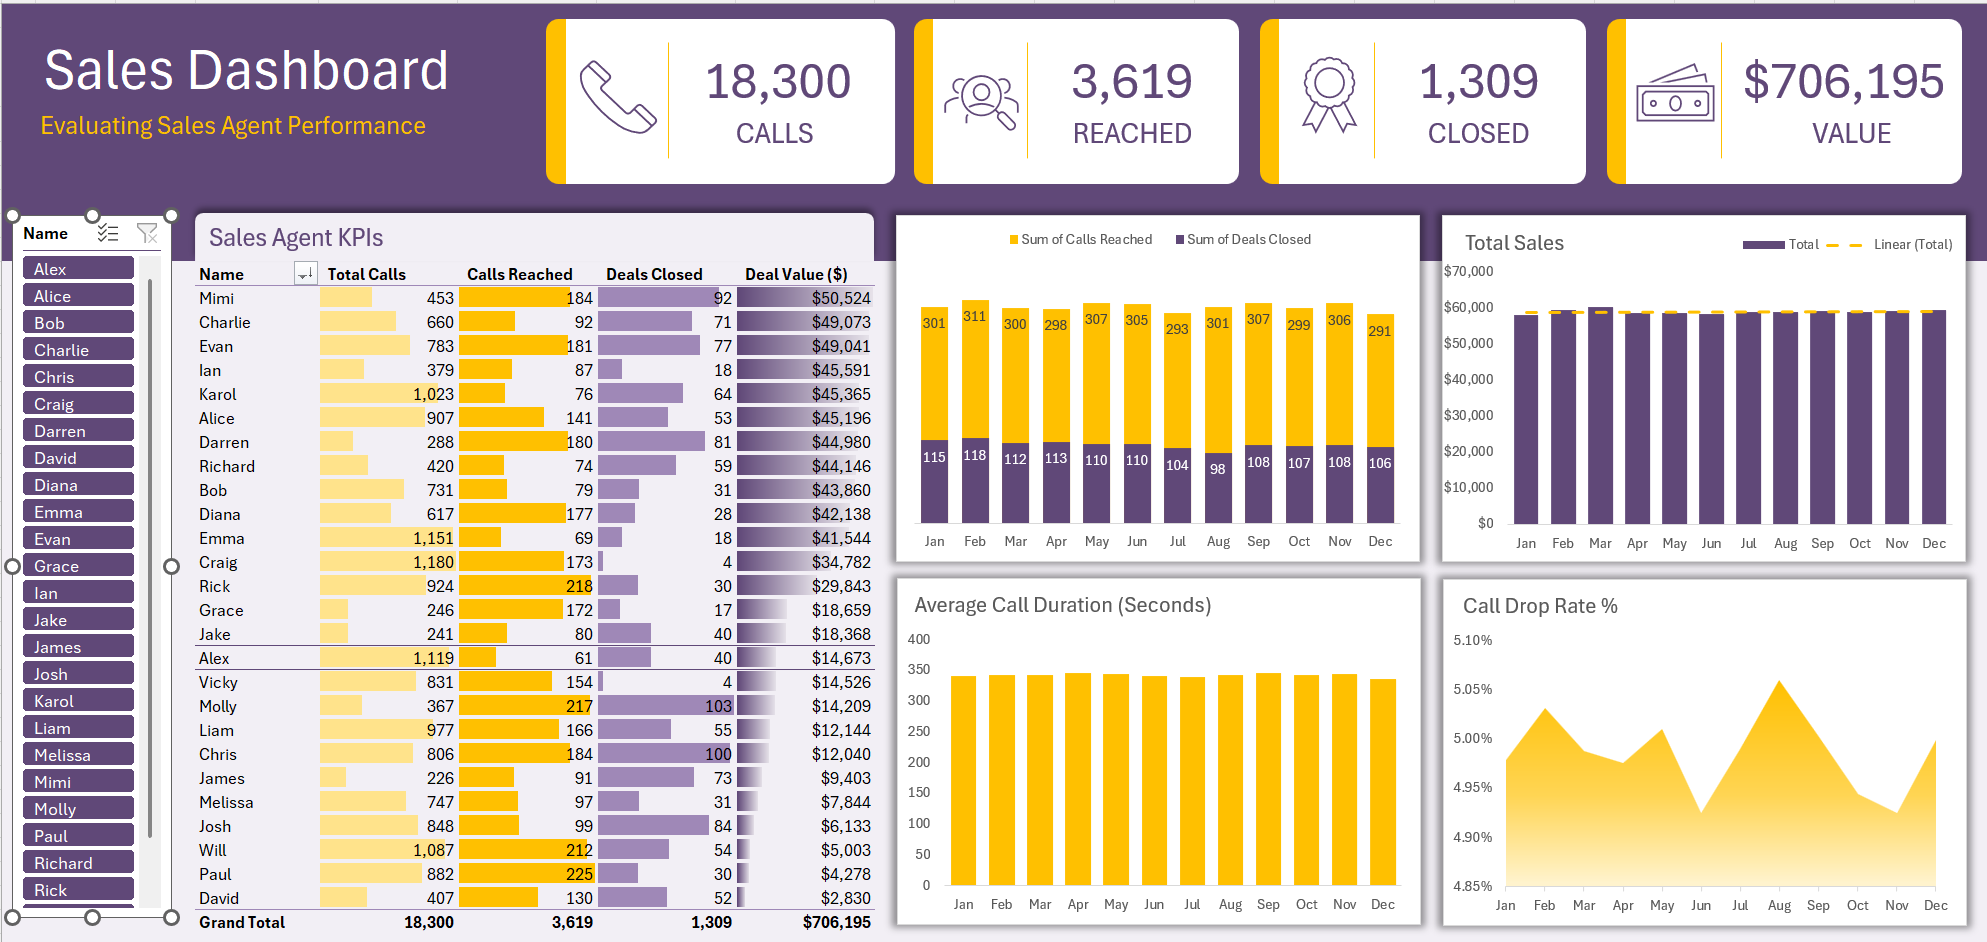 Sales Dashboard
Evaluating Sales Agent Performance
18,300
CALLS
3,619
REACHED
1,309
CLOSED
$706,195
VALUE
Name
Alex
Alice
Bob
Charlie
Chris
Craig
Darren
David
Diana
Emma
Evan
Grace
Ian
Jake
James
Josh
Karol
Liam
Melissa
Mimi
Molly
Paul
Richard
Rick
Sales Agent KPIs
Name Total Calls Calls Reached Deals Closed Deal Value ($)
Mimi 453 184 92 $50,524
Charlie 660 92 71 $49,073
Evan 783 181 77 $49,041
Ian 379 87 18 $45,591
Karol 1,023 76 64 $45,365
Alice 907 141 53 $45,196
Darren 288 180 81 $44,980
Richard 420 74 59 $44,146
Bob 731 79 31 $43,860
Diana 617 177 28 $42,138
Emma 1,151 69 18 $41,544
Craig 1,180 173 4 $34,782
Rick 924 218 30 $29,843
Grace 246 172 17 $18,659
Jake 241 80 40 $18,368
Alex 1,119 61 40 $14,673
Vicky 831 154 4 $14,526
Molly 367 217 103 $14,209
Liam 977 166 55 $12,144
Chris 806 184 100 $12,040
James 226 91 73 $9,403
Melissa 747 97 31 $7,844
Josh 848 99 84 $6,133
Will 1,087 212 54 $5,003
Paul 882 225 30 $4,278
David 407 130 52 $2,830
Grand Total 18,300 3,619 1,309 $706,195
Sum of Calls Reached Sum of Deals Closed
301 311 300 298 307 305 293 301 307 299 306 291
115 118 112 113 110 110 104 98 108 107 108 106
Jan Feb Mar Apr May Jun Jul Aug Sep Oct Nov Dec
Total Sales
Total Linear (Total)
$70,000
$60,000
$50,000
$40,000
$30,000
$20,000
$10,000
$0
Jan Feb Mar Apr May Jun Jul Aug Sep Oct Nov Dec
Average Call Duration (Seconds)
400
350
300
250
200
150
100
50
0
Jan Feb Mar Apr May Jun Jul Aug Sep Oct Nov Dec
Call Drop Rate %
5.10%
5.05%
5.00%
4.95%
4.90%
4.85%
Jan Feb Mar Apr May Jun Jul Aug Sep Oct Nov Dec